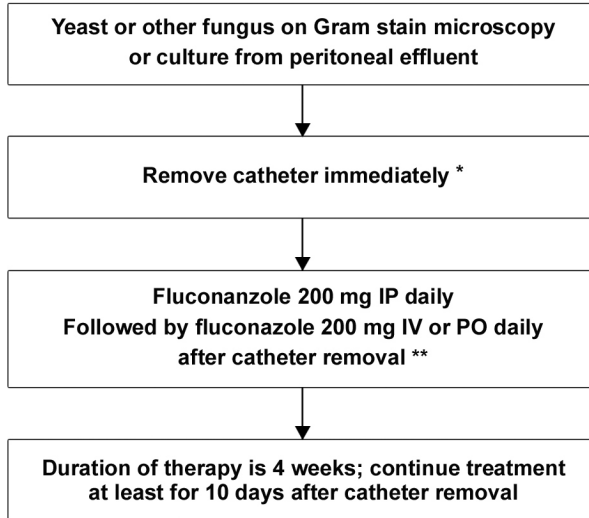 Yeast or other fungus on Gram stain microscopy
or culture from peritoneal effluent
Remove catheter immediately *
Fluconanzole 200 mg IP daily
Followed by fluconazole 200 mg IV or PO daily
after catheter removal **
Duration of therapy is 4 weeks; continue treatment
at least for 10 days after catheter removal